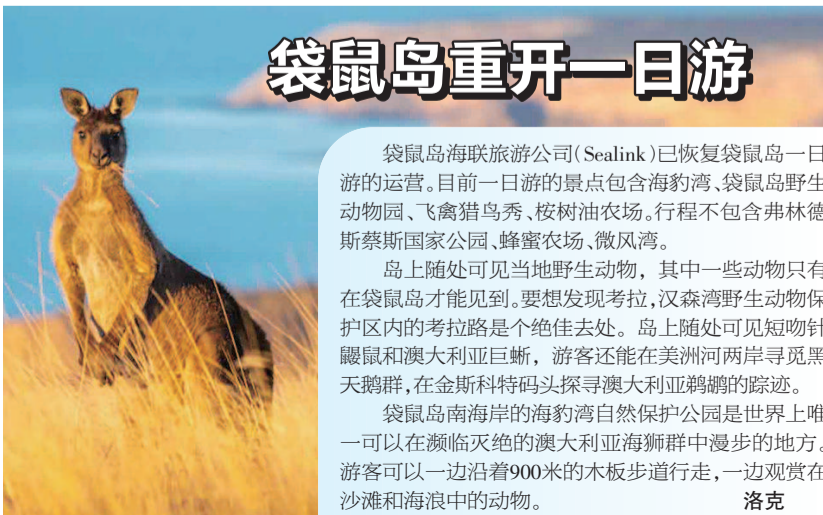 袋鼠岛重开一日游
袋鼠岛海联旅游公司(Sealink)已恢复袋鼠岛一日
游的运营。目前一日游的景点包含海豹湾、袋鼠岛野生
动物园、飞禽猎鸟秀、桉树油农场。行程不包含弗林德
斯蔡斯国家公园、蜂蜜农场、微风湾。
岛上随处可见当地野生动物，其中一些动物只有
在袋鼠岛才能见到。要想发现考拉，汉森湾野生动物保
护区内的考拉路是个绝佳去处。岛上随处可见短吻针
鼹鼠和澳大利亚巨蜥，游客还能在美洲河两岸寻觅黑
天鹅群，在金斯科特码头探寻澳大利亚鹈鹕的踪迹。
袋鼠岛南海岸的海豹湾自然保护公园是世界上唯
一可以在濒临灭绝的澳大利亚海狮群中漫步的地方。
游客可以一边沿着900米的木板步道行走，一边观赏在
沙滩和海浪中的动物。
洛克